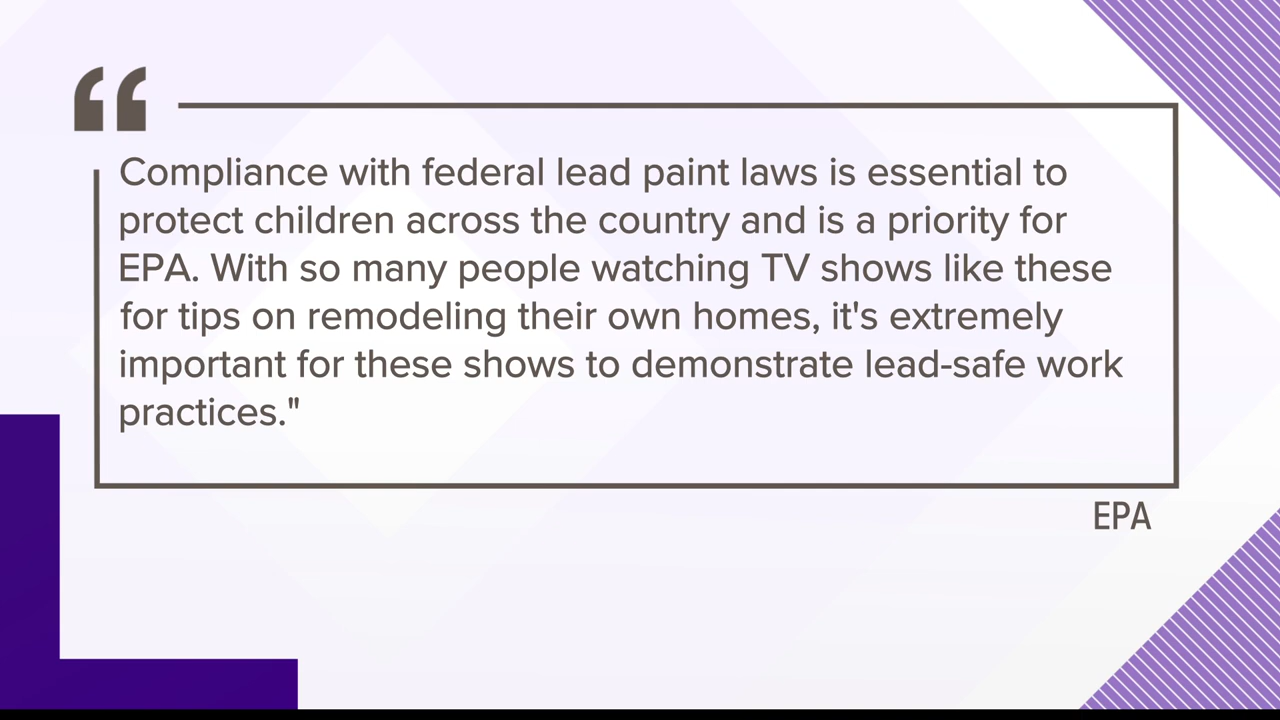 “
Compliance with federal lead paint laws is essential to
protect children across the country and is a priority for
EPA. With so many people watching TV shows like these
for tips on remodeling their own homes, it's extremely
important for these shows to demonstrate lead-safe work
practices."
EPA